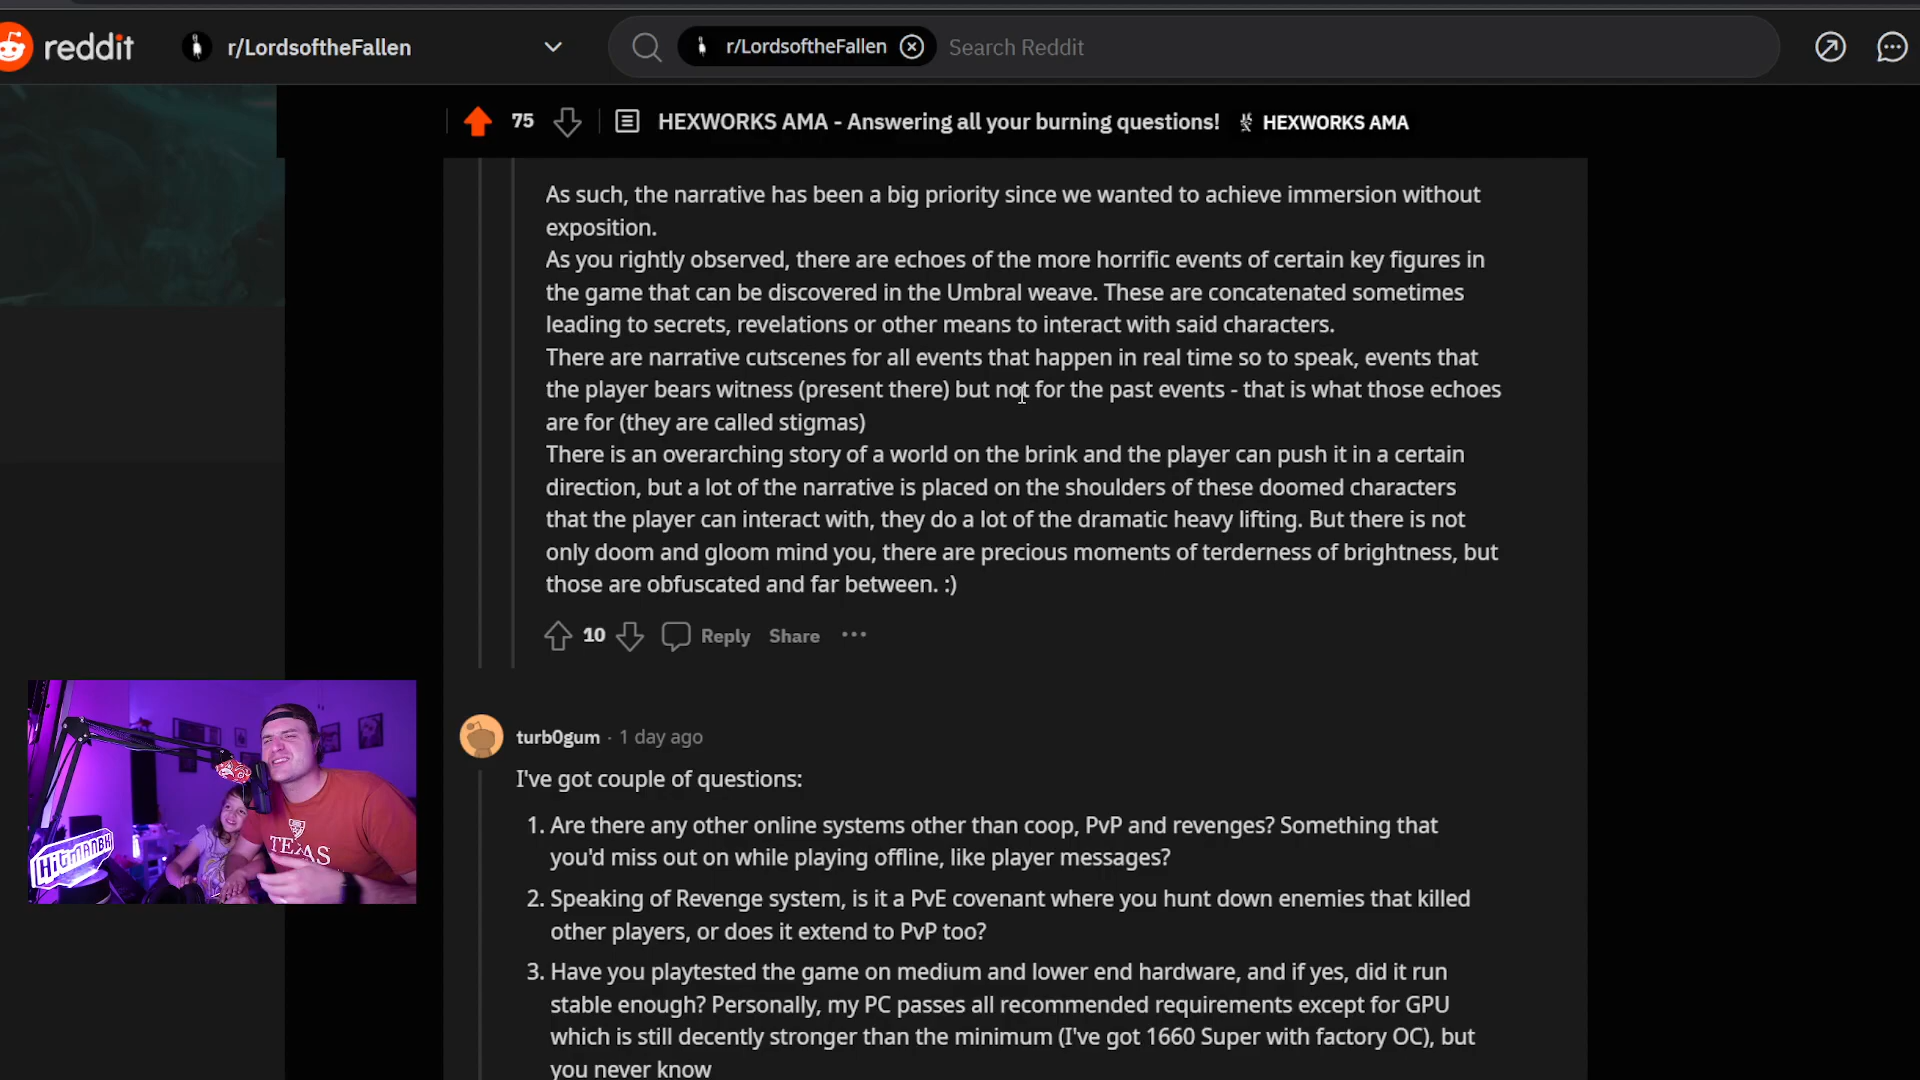 reddit
r/LordsoftheFallen
r/LordsoftheFallen
Search Reddit
75
HEXWORKS AMA - Answering all your burning questions!
HEXWORKS AMA
As such, the narrative has been a big priority since we wanted to achieve immersion without
exposition.
As you rightly observed, there are echoes of the more horrific events of certain key figures in
the game that can be discovered in the Umbral weave. These are concatenated sometimes
leading to secrets, revelations or other means to interact with said characters.
There are narrative cutscenes for all events that happen in real time so to speak, events that
the player bears witness (present there) but not for the past events - that is what those echoes
are for (they are called stigmas)
There is an overarching story of a world on the brink and the player can push it in a certain
direction, but a lot of the narrative is placed on the shoulders of these doomed characters
that the player can interact with, they do a lot of the dramatic heavy lifting. But there is not
only doom and gloom mind you, there are precious moments of terderness of brightness, but
those are obfuscated and far between. :)
10
Reply
Share
turb0gum · 1 day ago
I've got couple of questions:
1. Are there any other online systems other than coop, PvP and revenges? Something that
you'd miss out on while playing offline, like player messages?
2. Speaking of Revenge system, is it a PvE covenant where you hunt down enemies that killed
other players, or does it extend to PvP too?
3. Have you playtested the game on medium and lower end hardware, and if yes, did it run
stable enough? Personally, my PC passes all recommended requirements except for GPU
which is still decently stronger than the minimum (I've got 1660 Super with factory OC), but
you never know
HiTMANBK
TEXAS